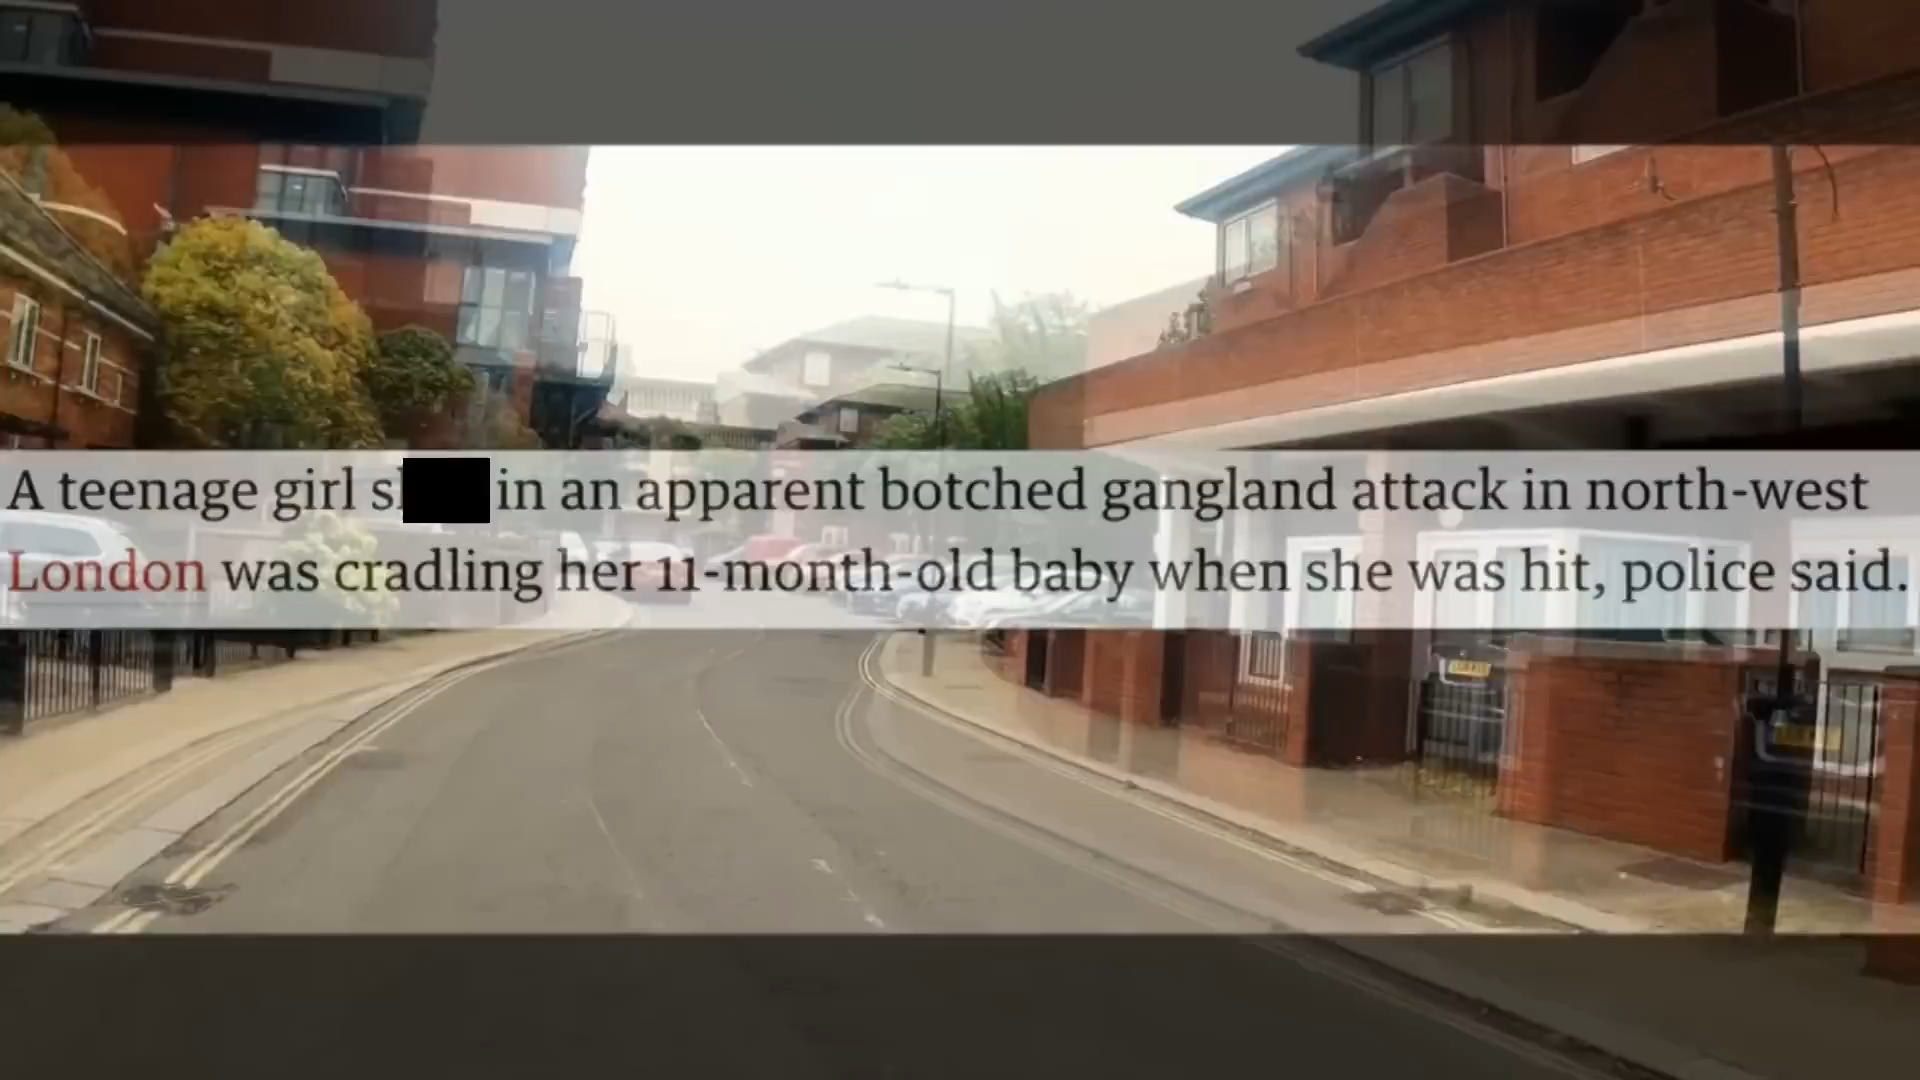 A teenage girl in an apparent botched gangland attack in north-west
London was cradling her 11-month-old baby when she was hit, police said.